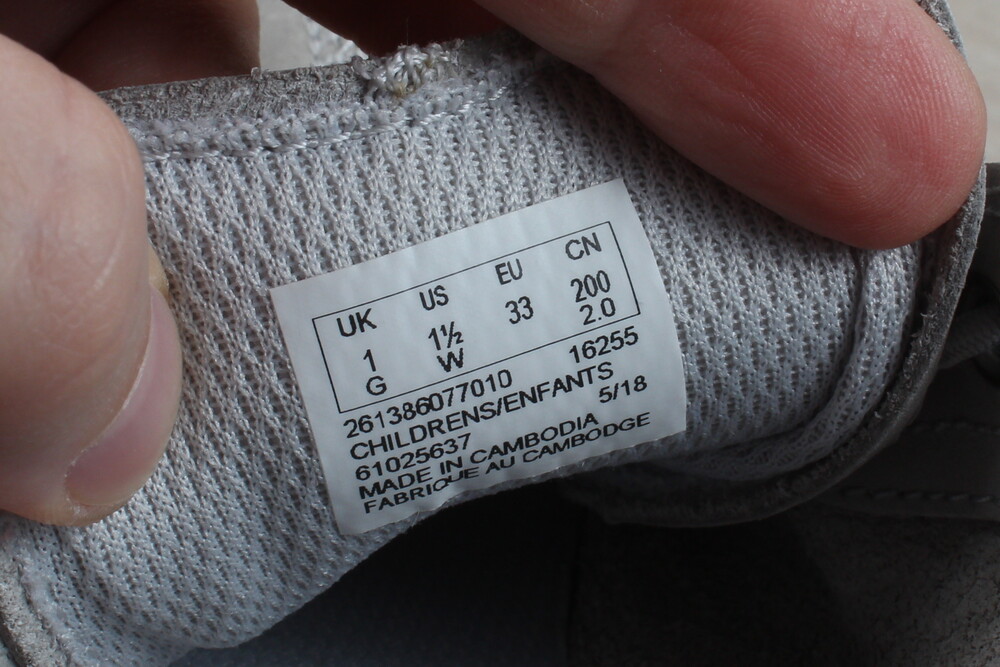 UK US EU CN
1 1½ 33 200
G W 2.0
261386077010 16255
CHILDRENS/ENFANTS
61025637 5/18
MADE IN CAMBODIA
FABRIQUE AU CAMBODGE